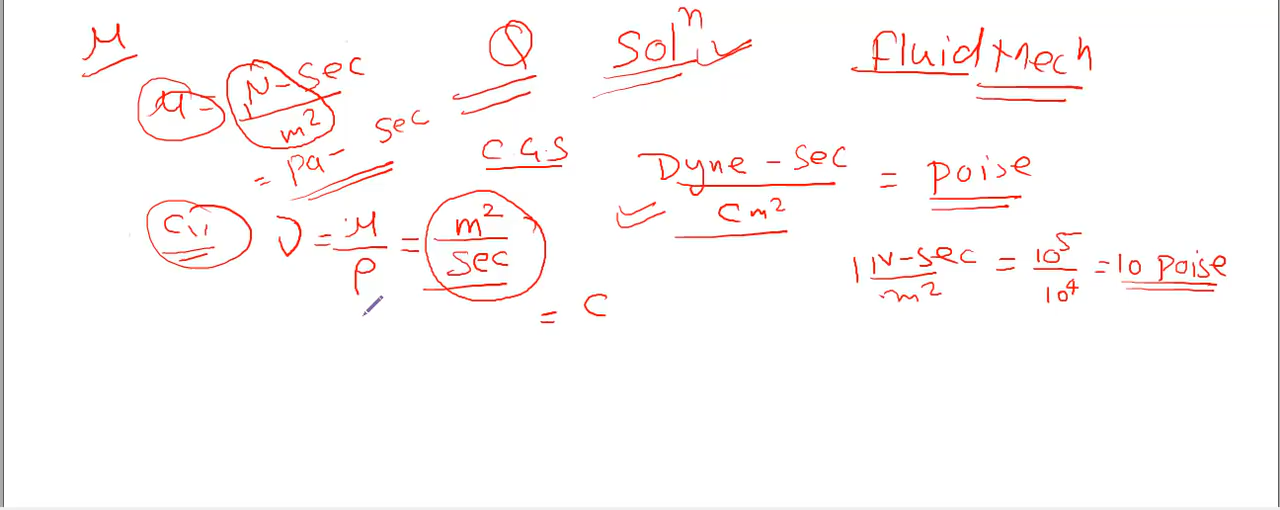 μ Q Solⁿ Fluid Mech
μ = N-sec/m²
= Pa-sec
CGS Dyne-sec/cm² = poise
ν = μ/ρ = m²/sec
1 N-sec/m² = 10⁵/10⁴ = 10 poise
= C